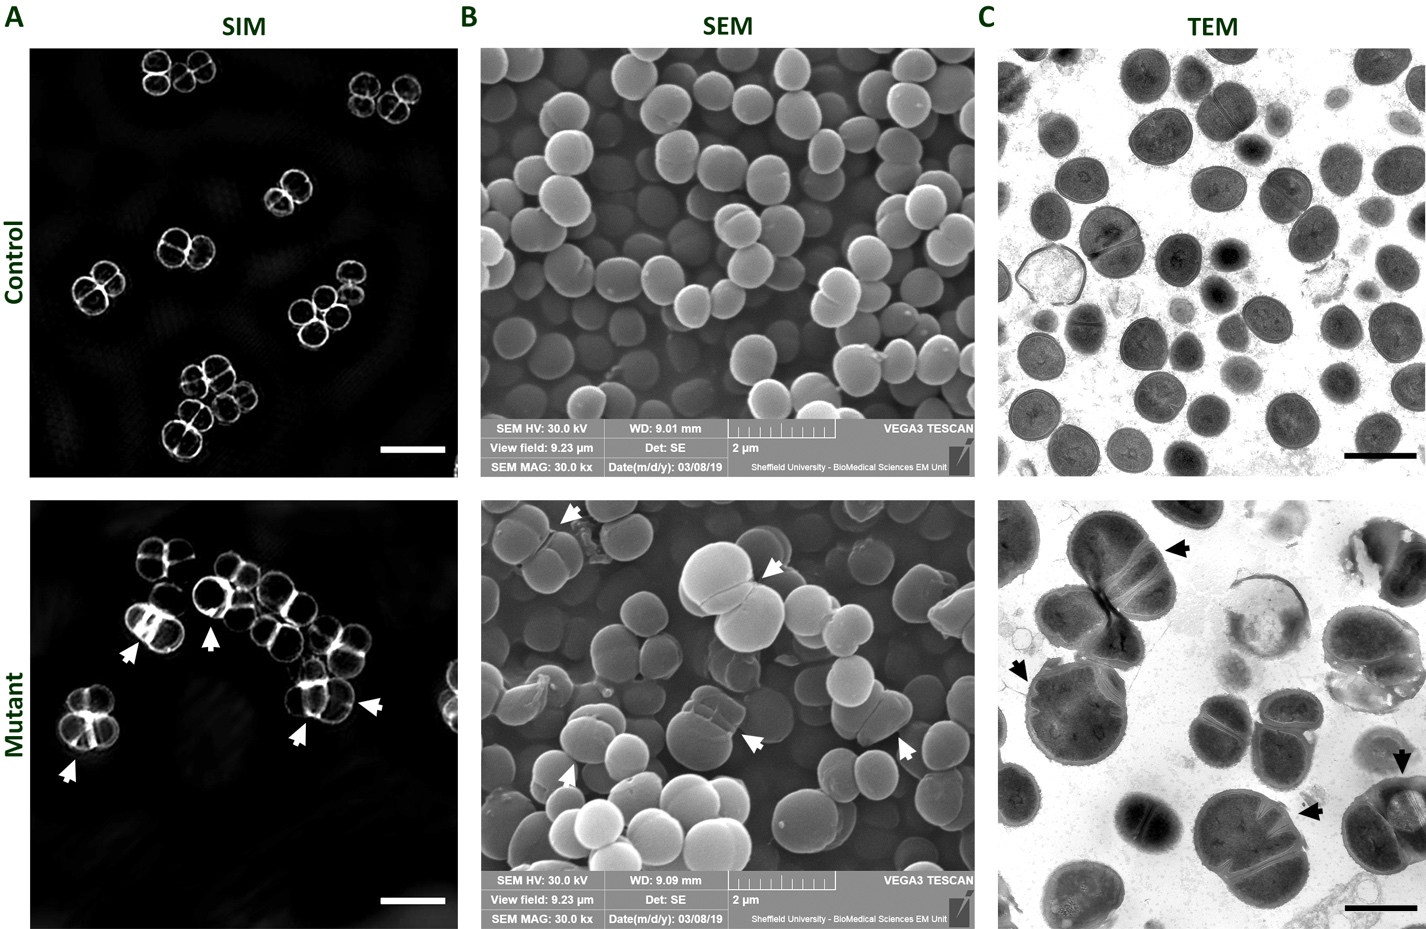 A
SIM
B
SEM
C
TEM
Control
SEM HV: 30.0 kV
WD: 9.01 mm
VEGA3 TESCAN
View field: 9.23 µm
Det: SE
2 µm
SEM MAG: 30.0 kx
Date(m/d/y): 03/08/19
Sheffield University - BioMedical Sciences EM Unit
Mutant
SEM HV: 30.0 kV
WD: 9.09 mm
VEGA3 TESCAN
View field: 9.23 µm
Det: SE
2 µm
SEM MAG: 30.0 kx
Date(m/d/y): 03/08/19
Sheffield University - BioMedical Sciences EM Unit